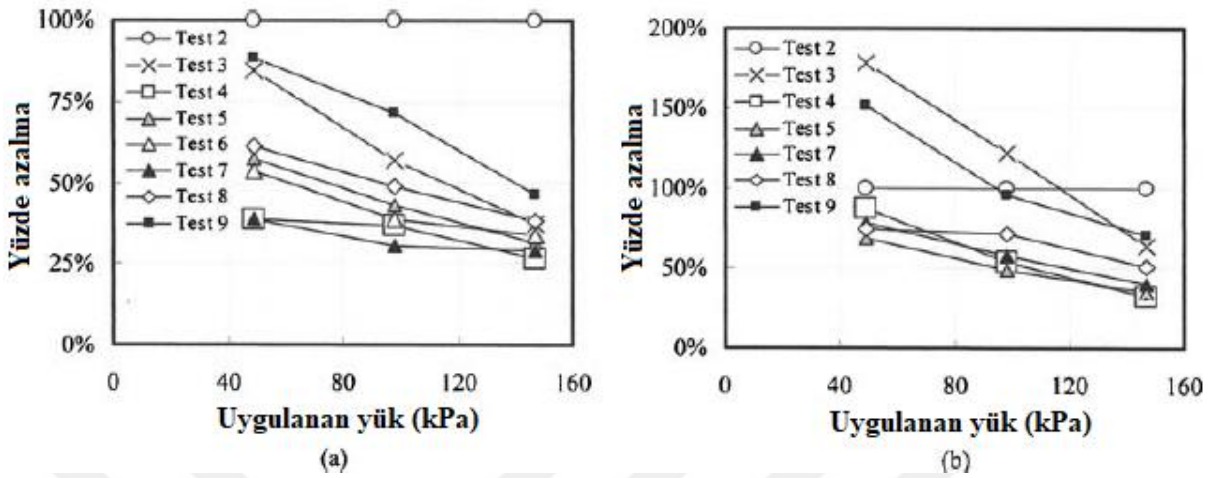 100%
75%
50%
25%
0%
Yüzde azalma
Test 2
Test 3
Test 4
Test 5
Test 6
Test 7
Test 8
Test 9
0
40
80
120
160
Uygulanan yük (kPa)
(a)
200%
150%
100%
50%
0%
Yüzde azalma
Test 2
Test 3
Test 4
Test 5
Test 7
Test 8
Test 9
0
40
80
120
160
Uygulanan yük (kPa)
(b)